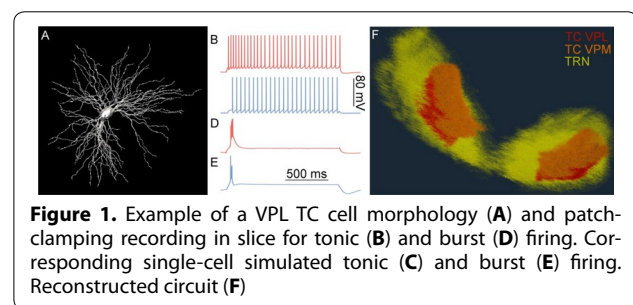 A
B
80 mV
D
E
500 ms
F
TC VPL
TC VPM
TRN
Figure 1. Example of a VPL TC cell morphology (A) and patch-
clamping recording in slice for tonic (B) and burst (D) firing. Cor-
responding single-cell simulated tonic (C) and burst (E) firing.
Reconstructed circuit (F)